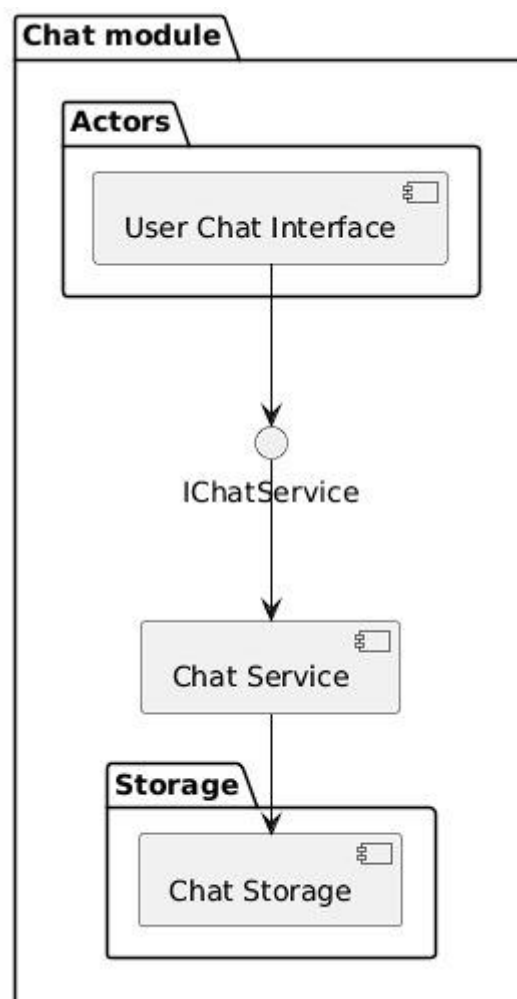 Chat module
Actors
User Chat Interface
IChatService
Chat Service
Storage
Chat Storage